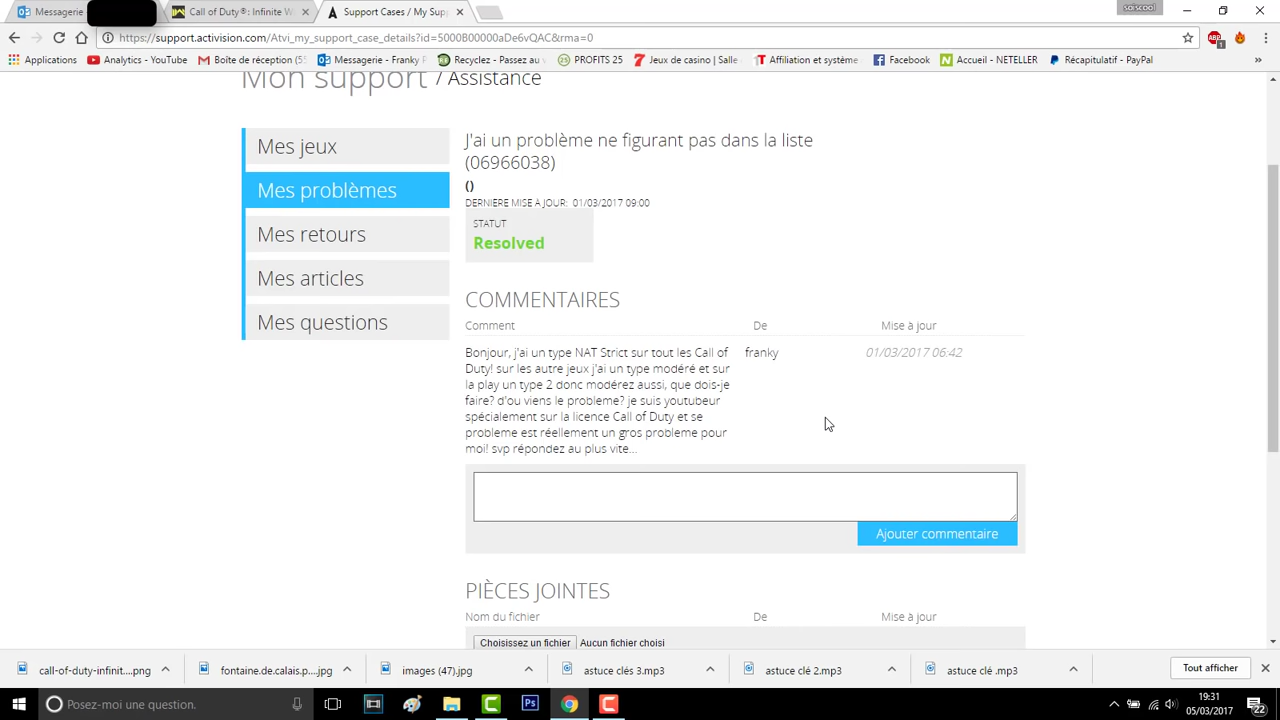 Messagerie
Call of Duty®: Infinite W
Support Cases / My Sup
soiscool
https://support.activision.com/Atvi_my_support_case_details?id=5000B00000aDe6vQAC&rma=0
Applications
Analytics - YouTube
Boîte de réception (55
Messagerie - Franky P
Recyclez - Passez au v
PROFITS 25
Jeux de casino | Salle
Affiliation et système
Facebook
Accueil - NETELLER
Récapitulatif - PayPal
»
Mon support / Assistance
Mes jeux
Mes problèmes
Mes retours
Mes articles
Mes questions
J'ai un problème ne figurant pas dans la liste
(06966038)
()
DERNIERE MISE A JOUR: 01/03/2017 09:00
STATUT
Resolved
COMMENTAIRES
Comment De Mise à jour
Bonjour, j'ai un type NAT Strict sur tout les Call of
Duty! sur les autre jeux j'ai un type modéré et sur
la play un type 2 donc modérez aussi, que dois-je
faire? d'ou viens le probleme? je suis youtubeur
spécialement sur la licence Call of Duty et se
probleme est réellement un gros probleme pour
moi! svp répondez au plus vite...
franky
01/03/2017 06:42
Ajouter commentaire
PIÈCES JOINTES
Nom du fichier De Mise à jour
Choisissez un fichier Aucun fichier choisi
call-of-duty-infinit....png
fontaine.de.calais.p....jpg
images (47).jpg
astuce clés 3.mp3
astuce clé 2.mp3
astuce clé .mp3
Tout afficher
Posez-moi une question.
Ps
19:31
05/03/2017
22